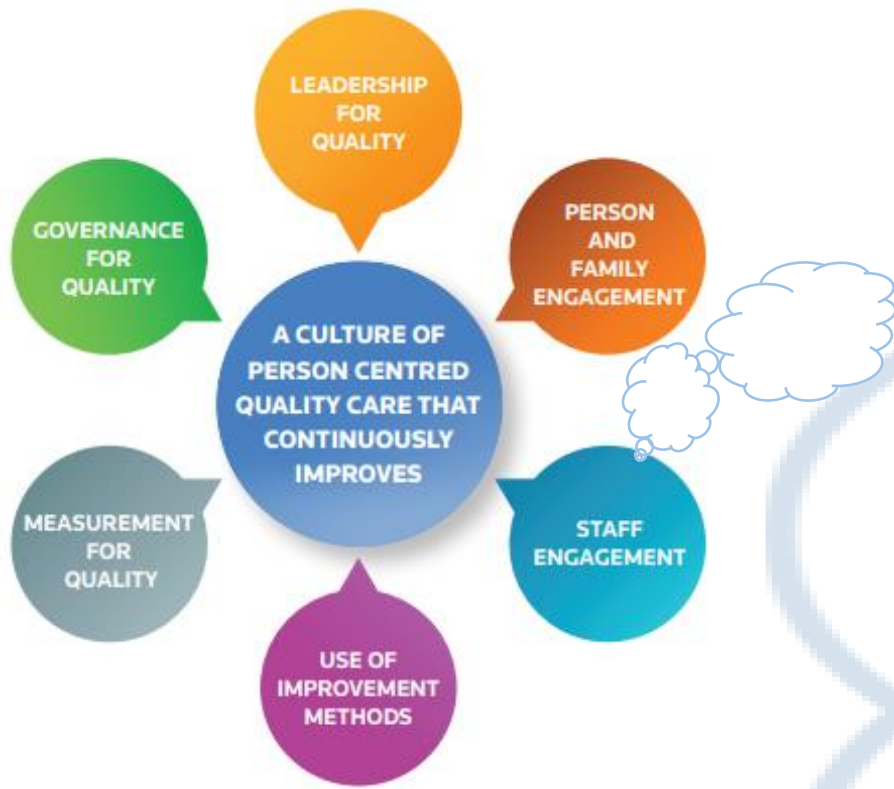 LEADERSHIP
FOR
QUALITY
PERSON
AND
FAMILY
ENGAGEMENT
GOVERNANCE
FOR
QUALITY
A CULTURE OF
PERSON CENTRED
QUALITY CARE THAT
CONTINUOUSLY
IMPROVES
MEASUREMENT
FOR
QUALITY
STAFF
ENGAGEMENT
USE OF
IMPROVEMENT
METHODS